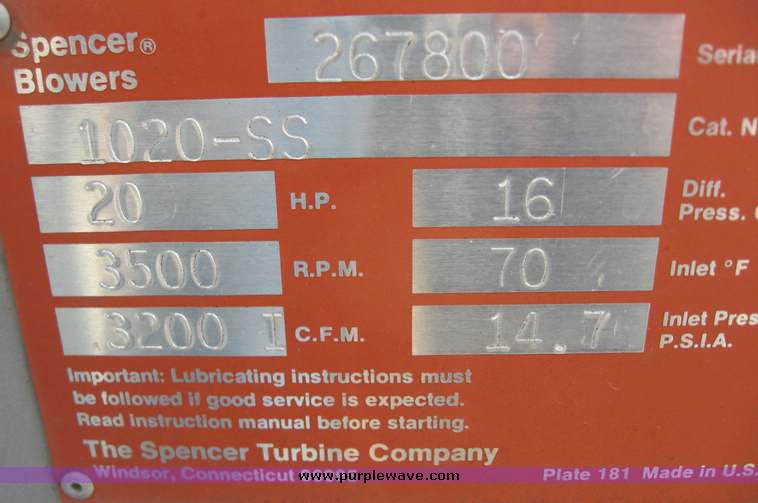 Spencer® 267800 Serial
Blowers
1020-SS Cat. N
20 H.P. 16 Diff. Press.
3500 R.P.M. 70 Inlet °F
3200 I C.F.M. 14.7 Inlet Pres P.S.I.A.
Important: Lubricating instructions must
be followed if good service is expected.
Read instruction manual before starting.
The Spencer Turbine Company
Windsor, Connecticut www.purplewave.com Plate 181 Made in U.S.